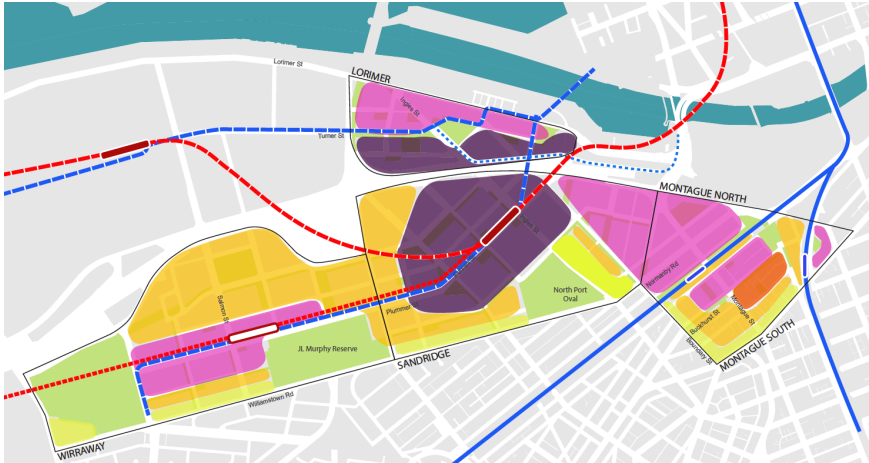 Lorimer St
LORIMER
Ingles St
Turner St
MONTAGUE NORTH
Normanby Rd
North Port
Oval
Salmon St
Plummer
Montague St
Buckhurst St
Boundary St
MONTAGUE SOUTH
JL Murphy Reserve
SANDRIDGE
Williamstown Rd
WIRRAWAY